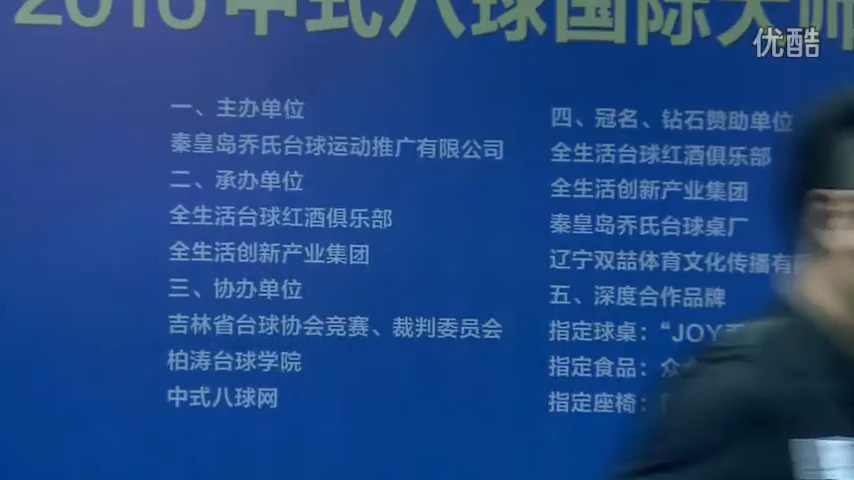 2016中式八球国际大师
优酷
一、主办单位
秦皇岛乔氏台球运动推广有限公司
二、承办单位
全生活台球红酒俱乐部
全生活创新产业集团
三、协办单位
吉林省台球协会竞赛、裁判委员会
柏涛台球学院
中式八球网
四、冠名、钻石赞助单位
全生活台球红酒俱乐部
全生活创新产业集团
秦皇岛乔氏台球桌厂
辽宁双喆体育文化传播有
五、深度合作品牌
指定球桌：“JOY
指定食品：众
指定座椅：